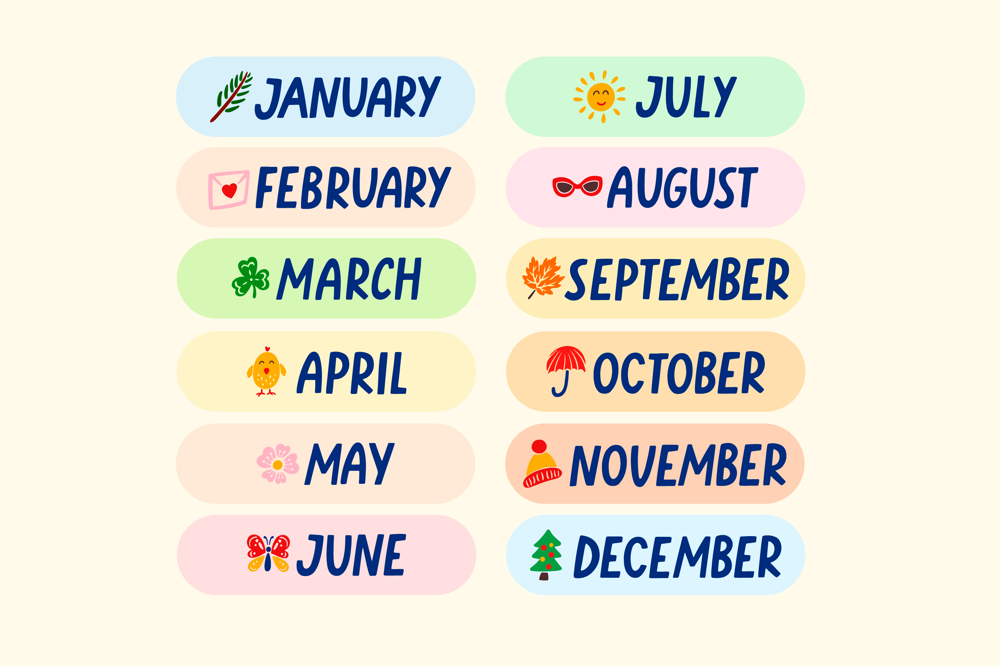 JANUARY
FEBRUARY
MARCH
APRIL
MAY
JUNE
JULY
AUGUST
SEPTEMBER
OCTOBER
NOVEMBER
DECEMBER